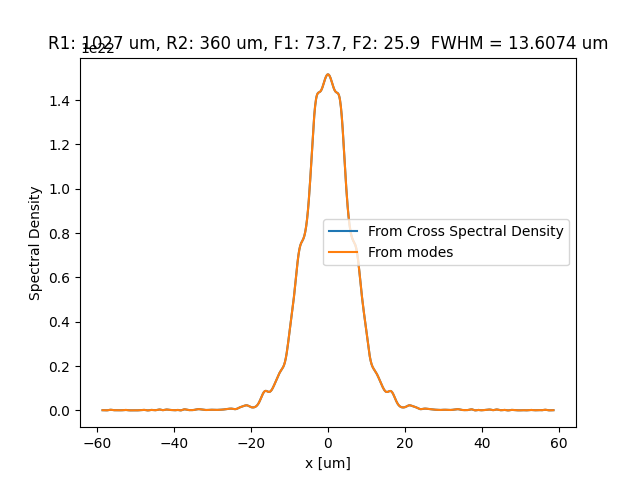 R1: 1027 um, R2: 360 um, F1: 73.7, F2: 25.9  FWHM = 13.6074 um
1e22
1.4
1.2
1.0
0.8
0.6
0.4
0.2
0.0
Spectral Density
From Cross Spectral Density
From modes
−60 −40 −20 0 20 40 60
x [um]